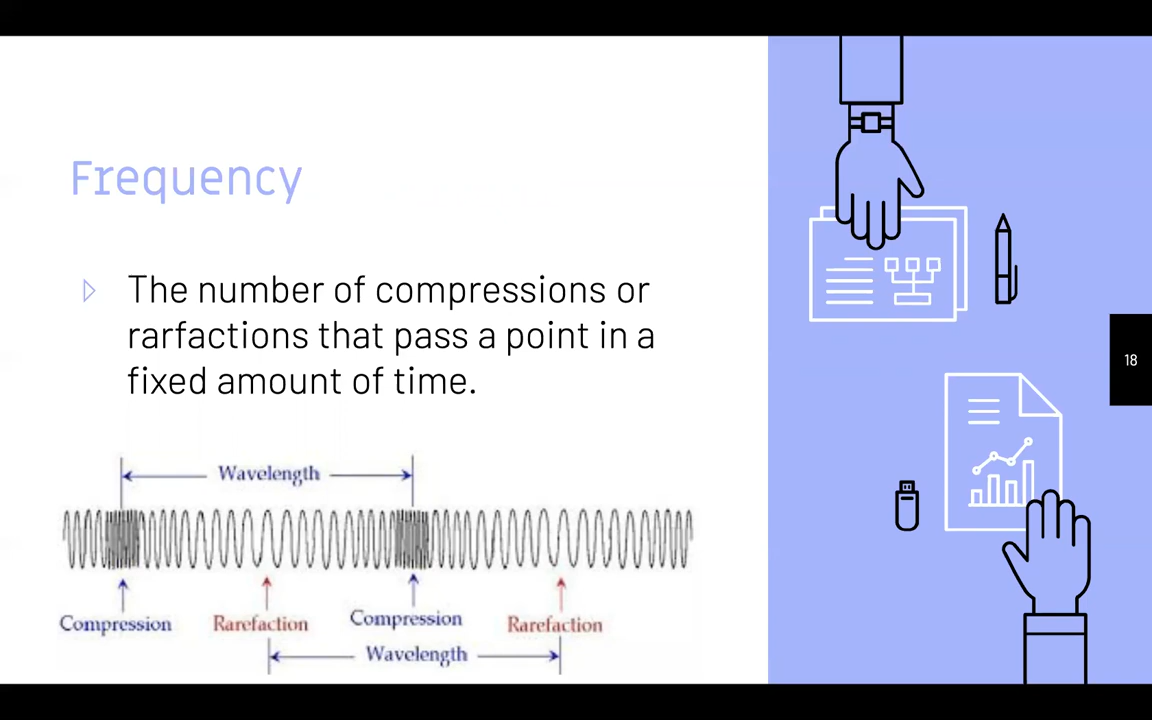 Frequency
The number of compressions or
rarfactions that pass a point in a
fixed amount of time.
18
Wavelength
Compression
Rarefaction
Compression
Rarefaction
Wavelength